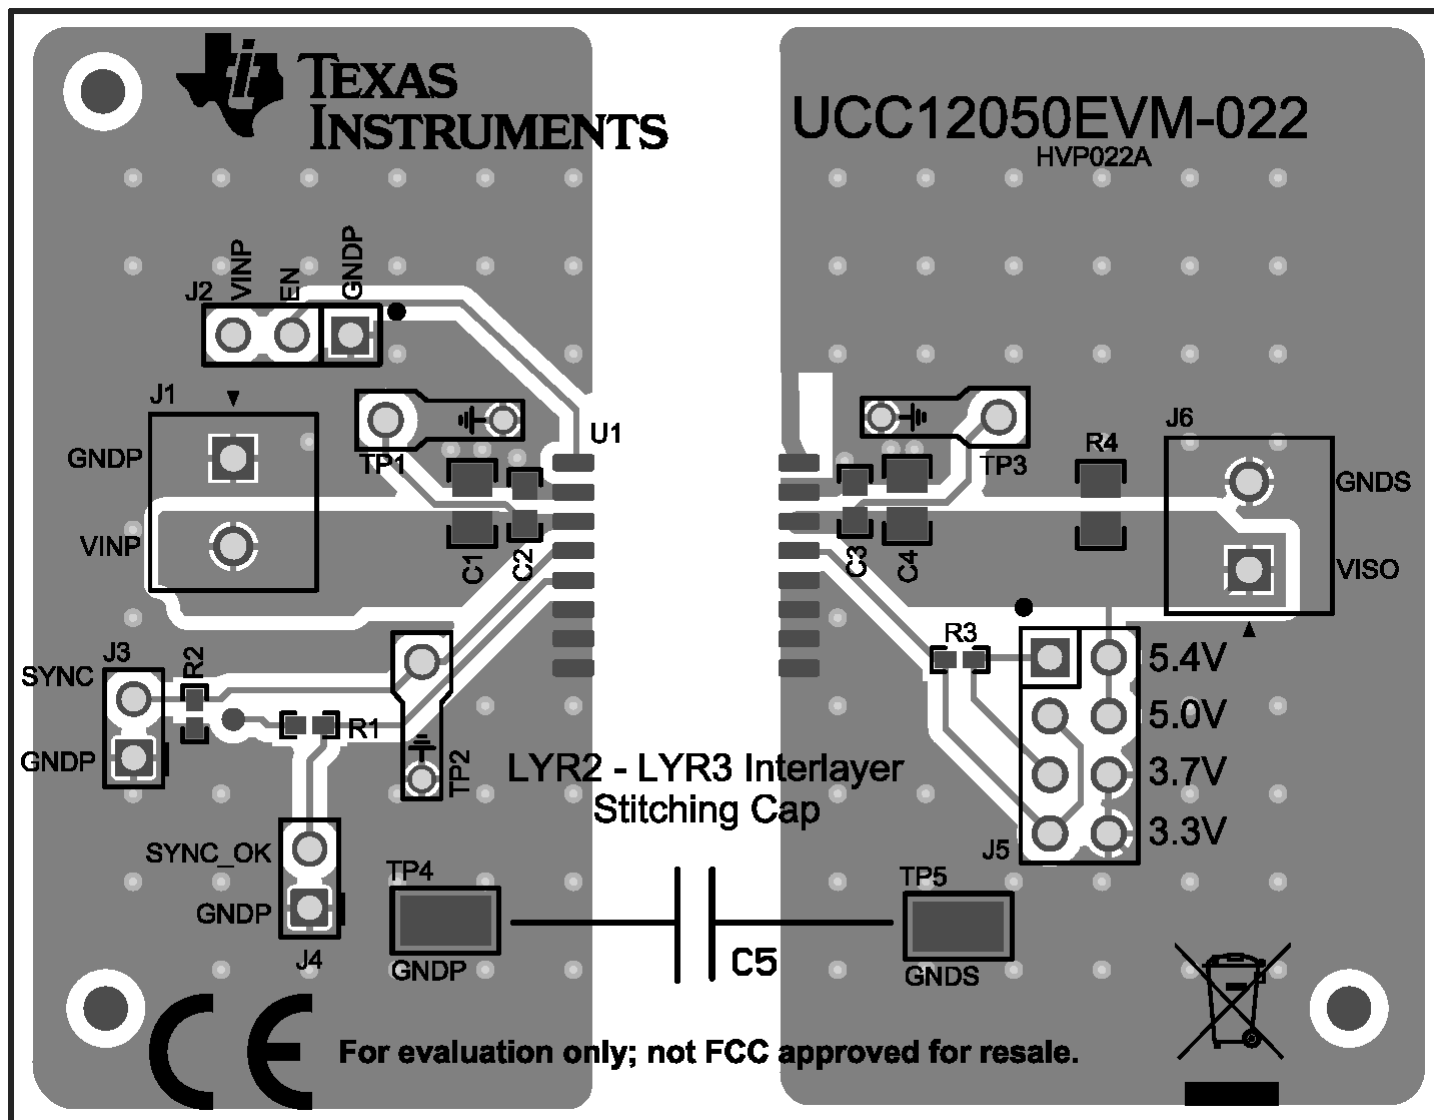 TEXAS
INSTRUMENTS
UCC12050EVM-022
HVP022A
J2
VINP
EN
GNDP
J1
GNDP
VINP
TP1
U1
C1
C2
TP3
R4
J6
GNDS
VISO
C3
C4
J3
SYNC
R2
GNDP
R1
TP2
R3
5.4V
5.0V
3.7V
3.3V
J5
LYR2 - LYR3 Interlayer
Stitching Cap
SYNC_OK
GNDP
J4
TP4
GNDP
C5
TP5
GNDS
CE
For evaluation only; not FCC approved for resale.